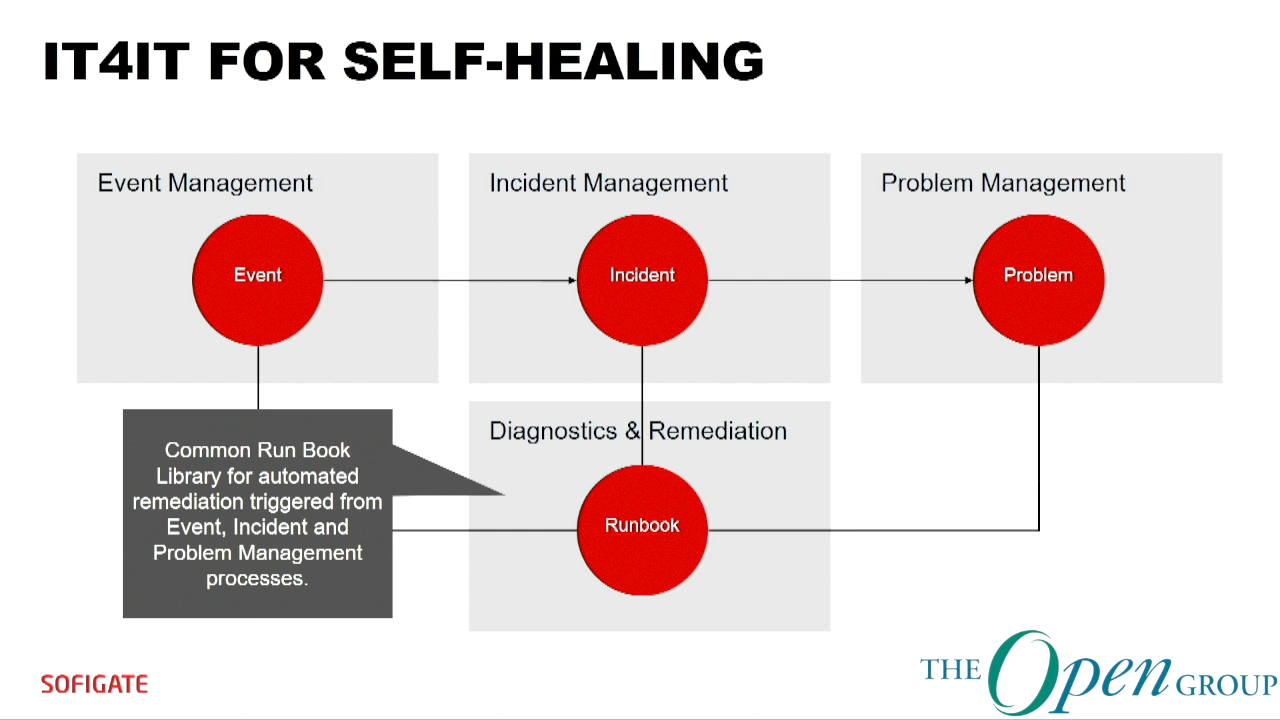 IT4IT FOR SELF-HEALING
Event Management
Incident Management
Problem Management
Event
Incident
Problem
Common Run Book
Library for automated
remediation triggered from
Event, Incident and
Problem Management
processes.
Diagnostics & Remediation
Runbook
SOFIGATE
THE Open GROUP